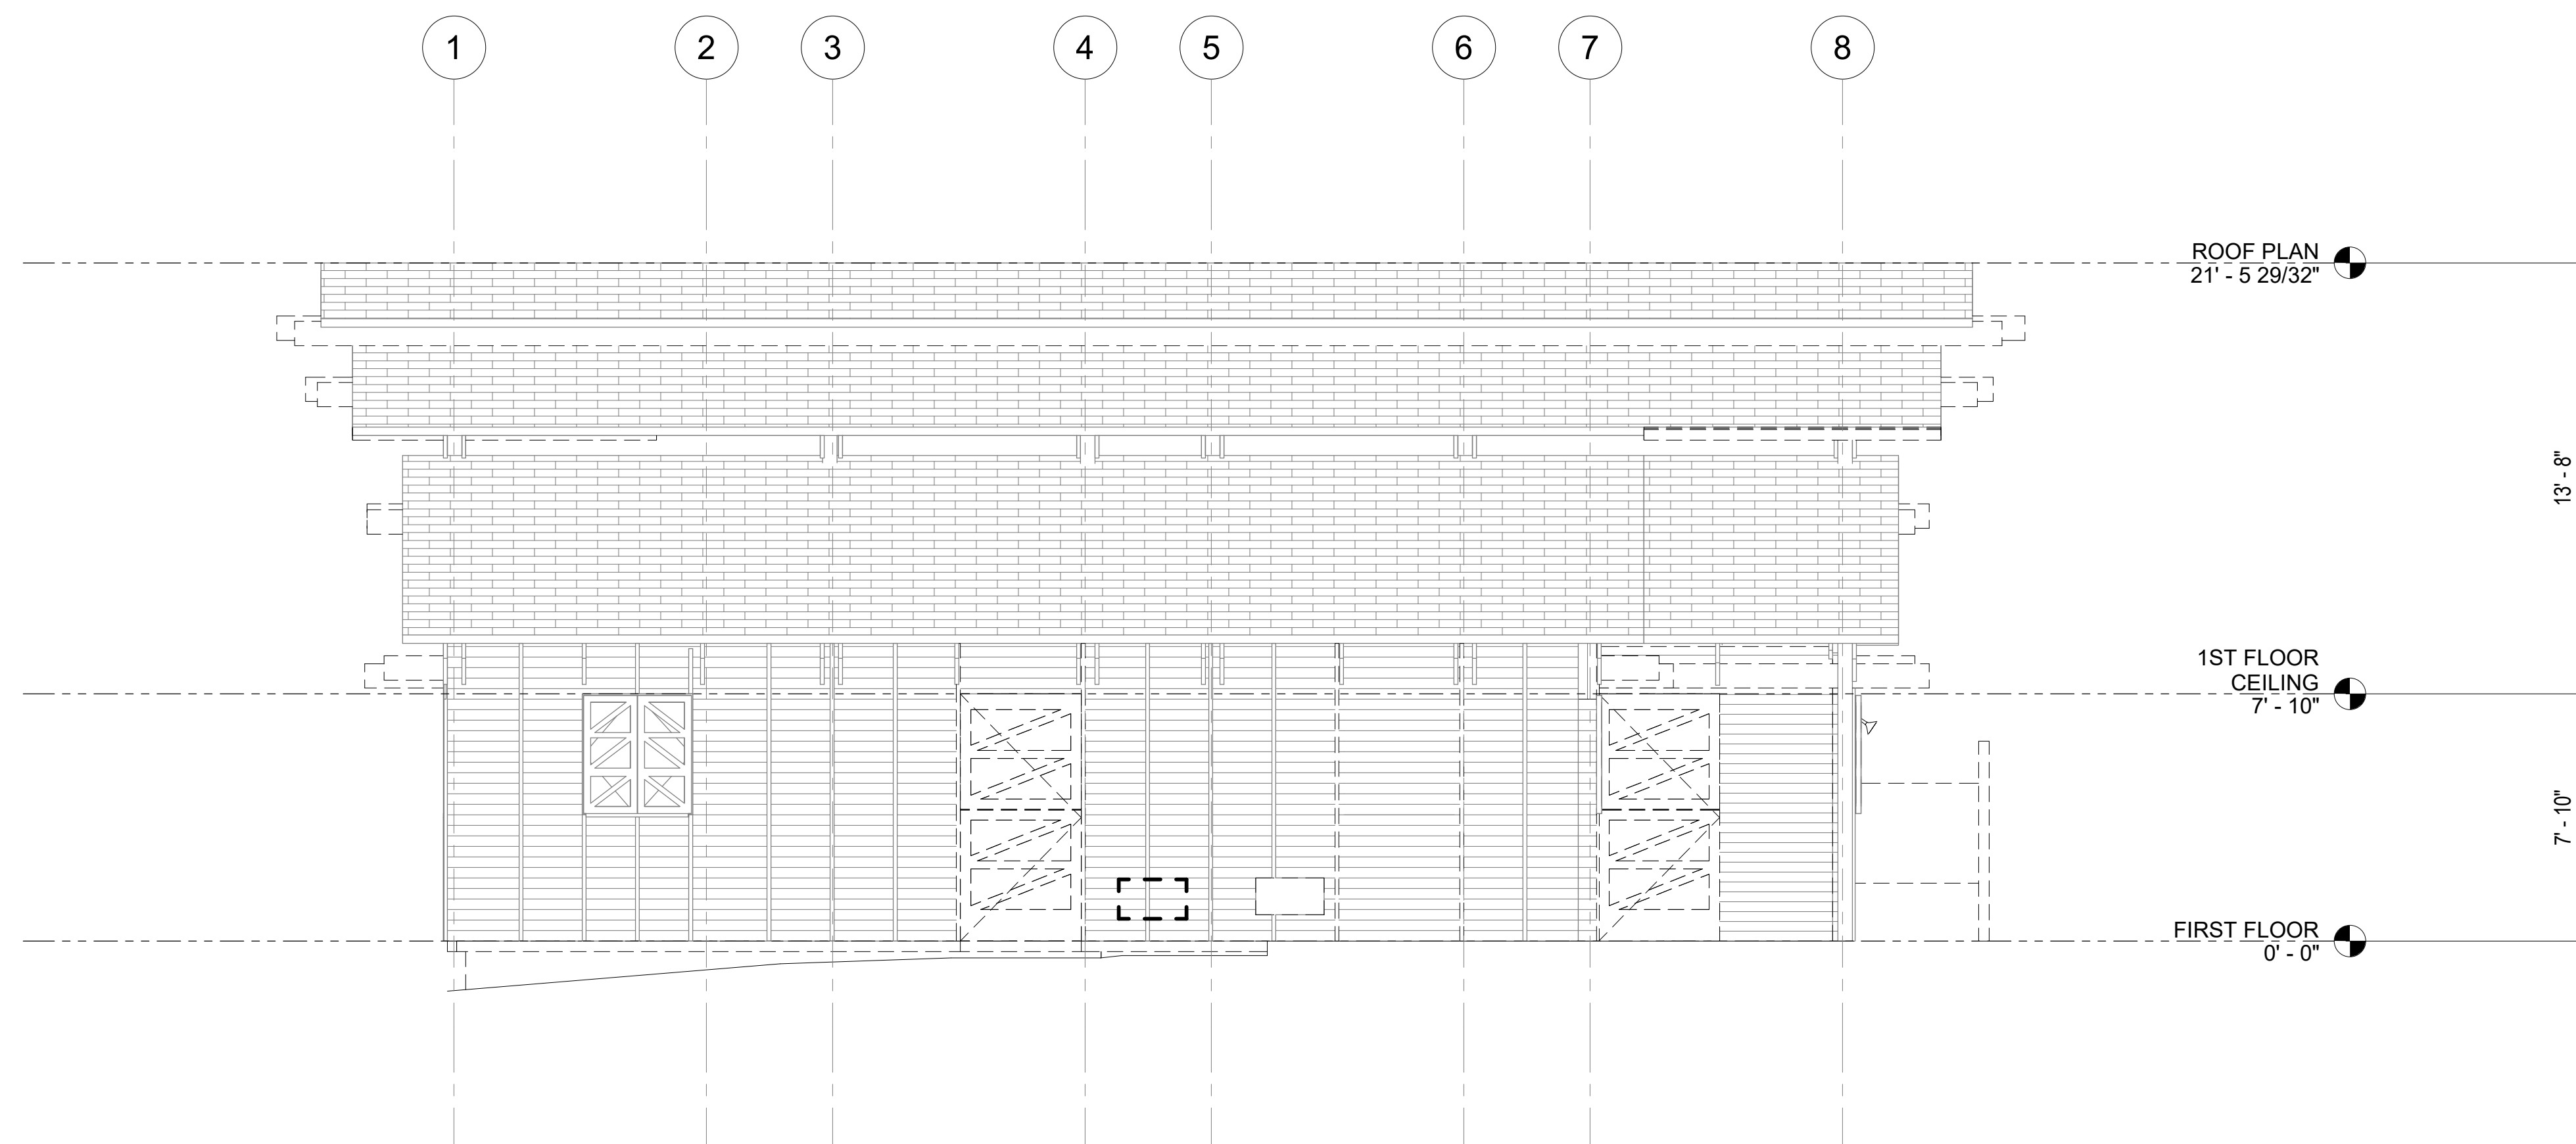 1 2 3 4 5 6 7 8
ROOF PLAN
21' - 5 29/32"
13' - 8"
1ST FLOOR
CEILING
7' - 10"
7' - 10"
FIRST FLOOR
0' - 0"